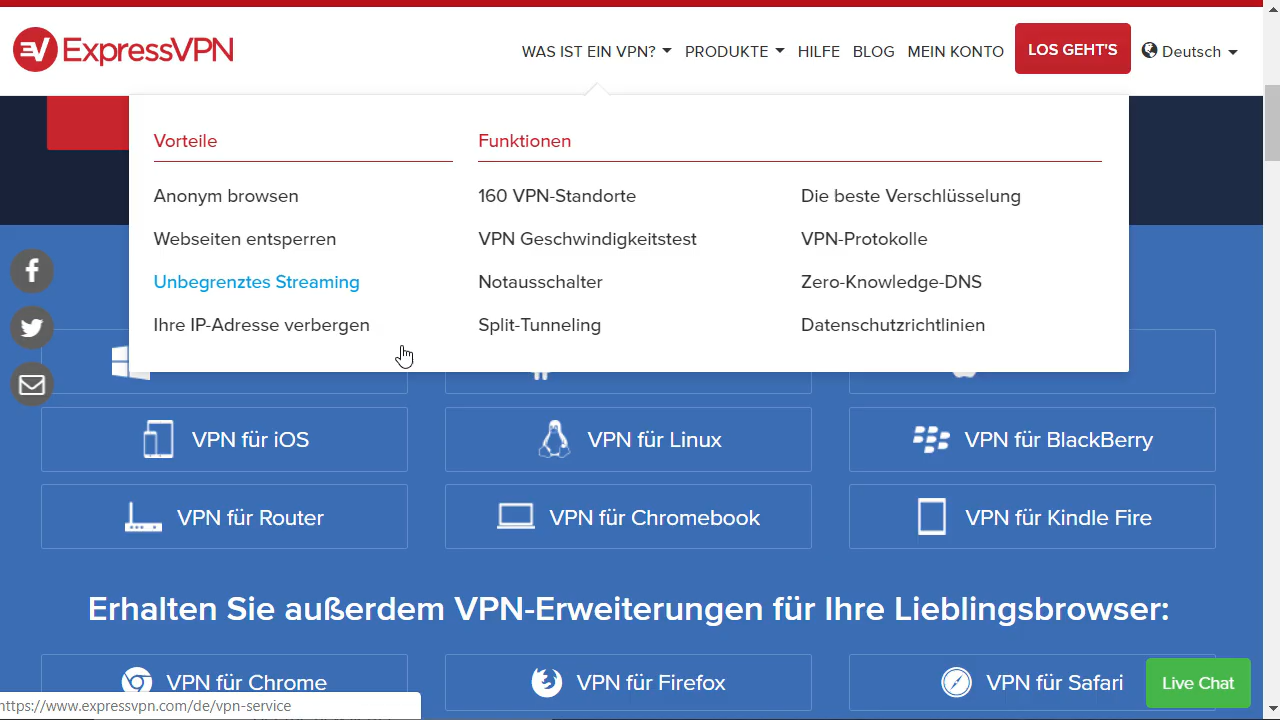 ExpressVPN
WAS IST EIN VPN? PRODUKTE HILFE BLOG MEIN KONTO LOS GEHT'S Deutsch
Vorteile
Anonym browsen
Webseiten entsperren
Unbegrenztes Streaming
Ihre IP-Adresse verbergen
Funktionen
160 VPN-Standorte
VPN Geschwindigkeitstest
Notausschalter
Split-Tunneling
Die beste Verschlüsselung
VPN-Protokolle
Zero-Knowledge-DNS
Datenschutzrichtlinien
VPN für iOS
VPN für Linux
VPN für BlackBerry
VPN für Router
VPN für Chromebook
VPN für Kindle Fire
Erhalten Sie außerdem VPN-Erweiterungen für Ihre Lieblingsbrowser:
VPN für Chrome
VPN für Firefox
VPN für Safari
Live Chat
https://www.expressvpn.com/de/vpn-service